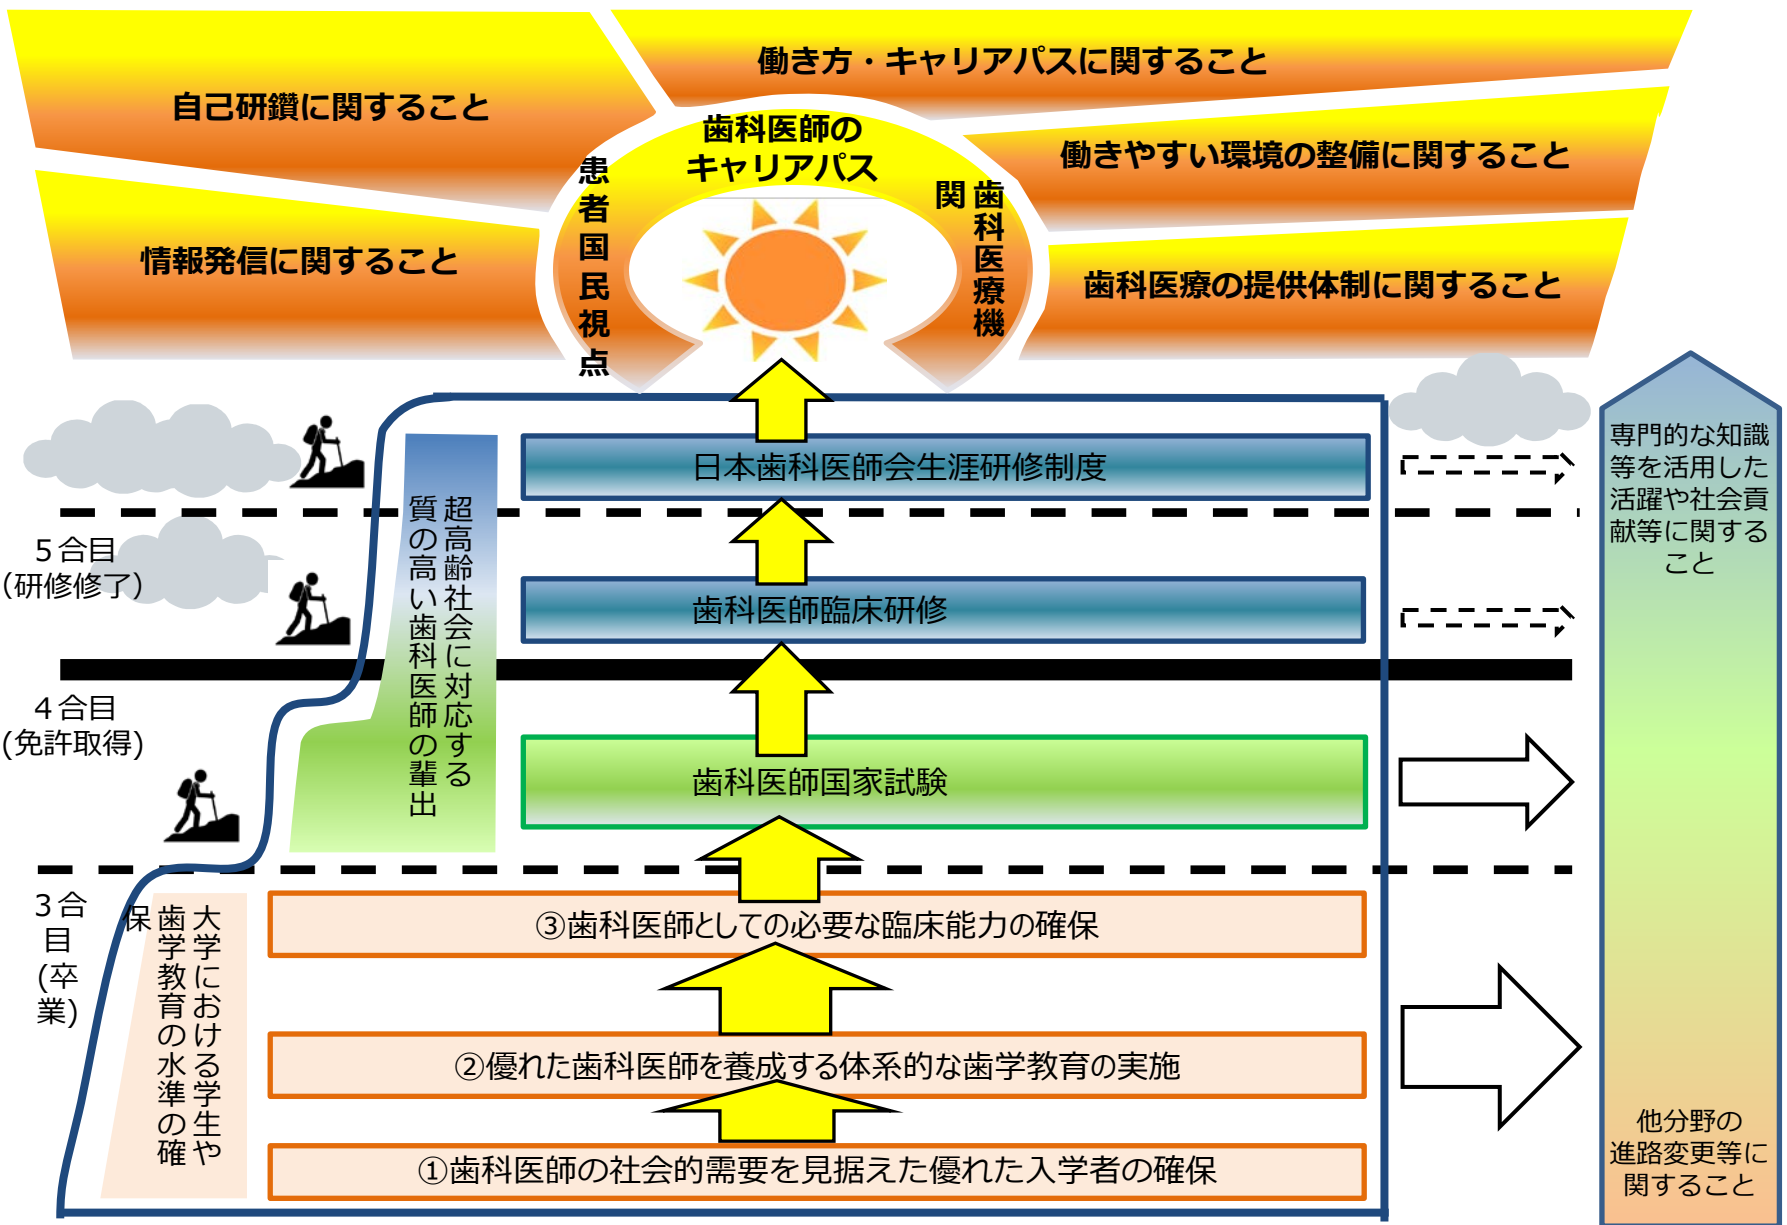 働き方・キャリアパスに関すること
自己研鑽に関すること
働きやすい環境の整備に関すること
情報発信に関すること
歯科医療の提供体制に関すること
歯科医師の
キャリアパス
患者国民視点
歯科医療機
関
日本歯科医師会生涯研修制度
5合目
(研修修了)
歯科医師臨床研修
4合目
(免許取得)
歯科医師国家試験
超高齢社会に対応する
質の高い歯科医師の輩出
3合
目
(卒
業)
大学における学生や
歯学教育の水準の確
保
③歯科医師としての必要な臨床能力の確保
②優れた歯科医師を養成する体系的な歯学教育の実施
①歯科医師の社会的需要を見据えた優れた入学者の確保
専門的な知識
等を活用した
活躍や社会貢
献等に関する
こと
他分野の
進路変更等に
関すること